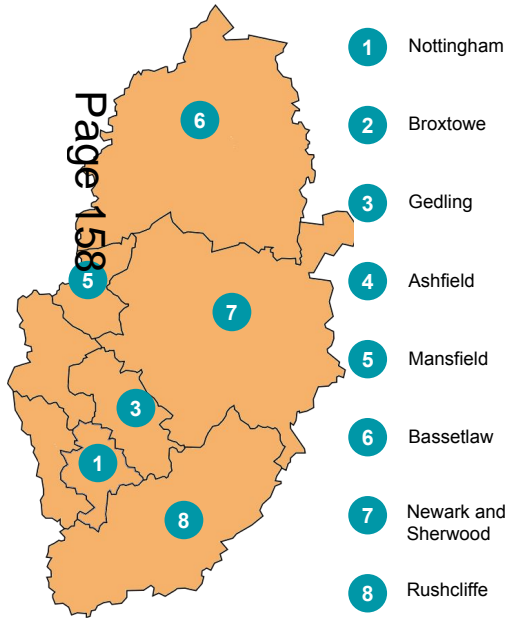 Page 158
6
5
7
3
1
8
1 Nottingham
2 Broxtowe
3 Gedling
4 Ashfield
5 Mansfield
6 Bassetlaw
7 Newark and
Sherwood
8 Rushcliffe